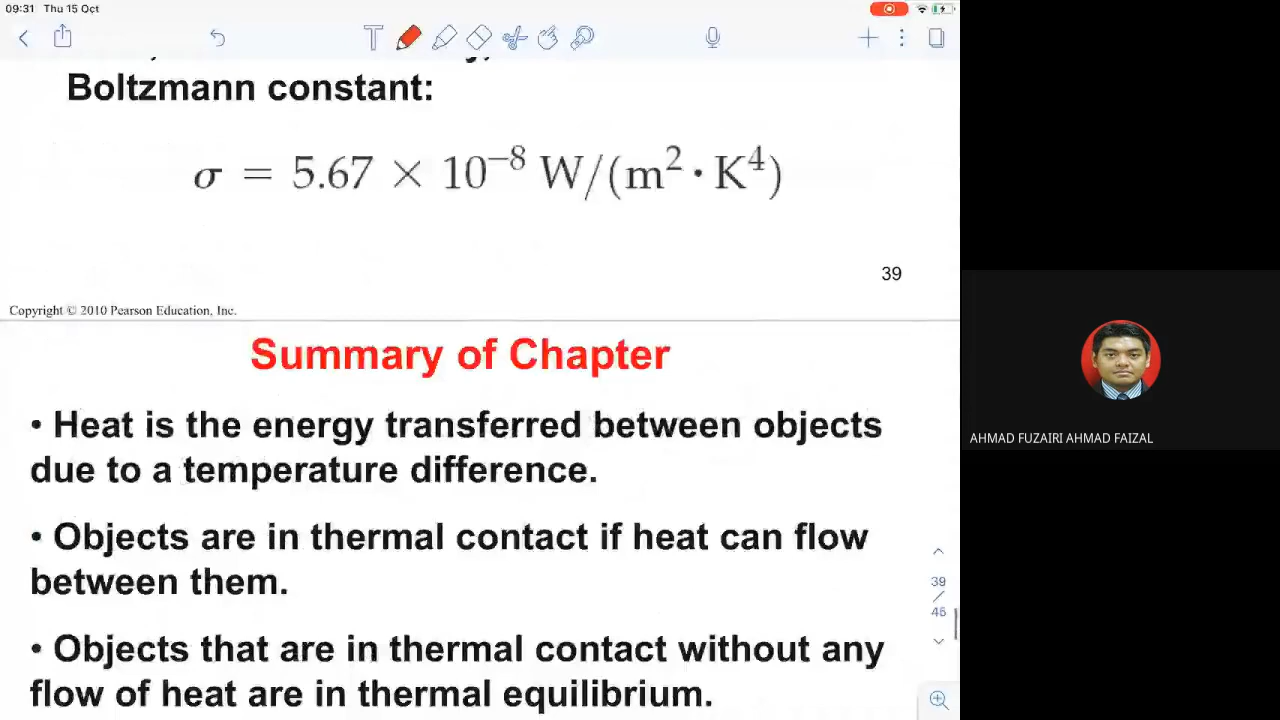 09:31 Thu 15 Oct
Boltzmann constant:
σ = 5.67 × 10⁻⁸ W/(m² · K⁴)
39
Copyright © 2010 Pearson Education, Inc.
Summary of Chapter
• Heat is the energy transferred between objects
due to a temperature difference.
• Objects are in thermal contact if heat can flow
between them.
• Objects that are in thermal contact without any
flow of heat are in thermal equilibrium.
39
/
45
AHMAD FUZAIRI AHMAD FAIZAL